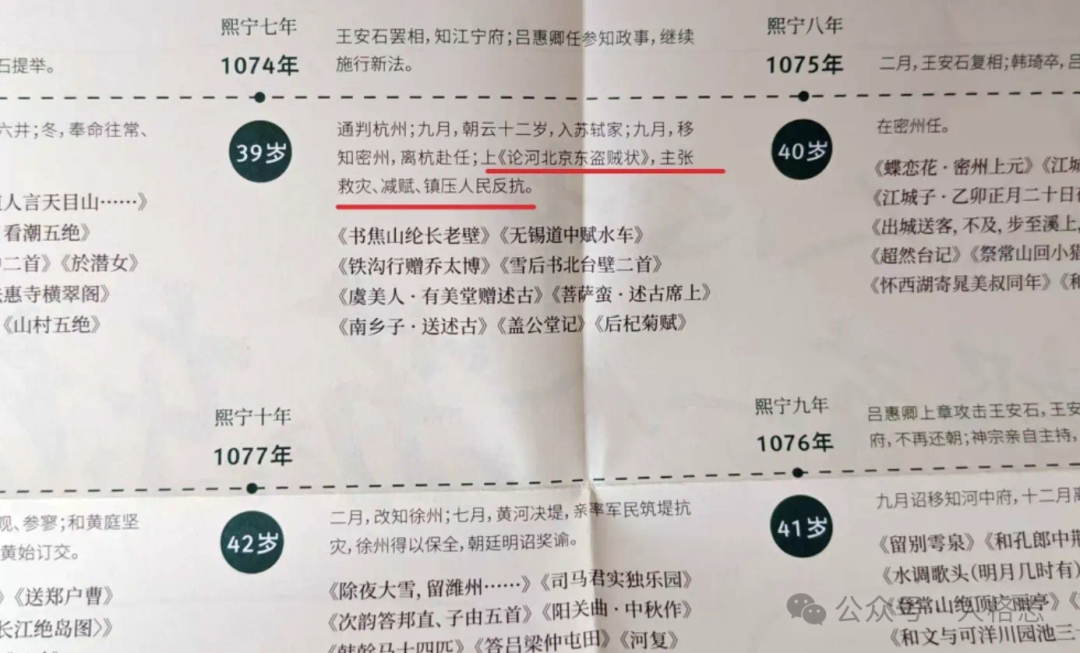 熙宁七年
1074年
王安石罢相，知江宁府；吕惠卿任参知政事，继续
施行新法。
熙宁八年
1075年
二月，王安石复相；韩琦卒，吕
石提举。
六井；冬，奉命往常、
人言天目山……》
看潮五绝》
二首》《於潜女》
法惠寺横翠阁》
《山村五绝》
39岁
通判杭州；九月，朝云十二岁，入苏轼家；九月，移
知密州，离杭赴任；上《论河北京东盗贼状》，主张
救灾、减赋、镇压人民反抗。
《书焦山纶长老壁》《无锡道中赋水车》
《铁沟行赠乔太博》《雪后书北台壁二首》
《虞美人·有美堂赠述古》《菩萨蛮·述古席上》
《南乡子·送述古》《盖公堂记》《后杞菊赋》
40岁
在密州任。
《蝶恋花·密州上元》《江城
《江城子·乙卯正月二十日夜
《出城送客，不及，步至溪上，
《超然台记》《祭常山回小猎
《怀西湖寄晁美叔同年》《和
熙宁十年
1077年
熙宁九年
1076年
吕惠卿上章攻击王安石，王安
府，不再还朝；神宗亲自主持，
观、参寥；和黄庭坚
黄始订交。
》《送郑户曹》
长江绝岛图〉》
42岁
二月，改知徐州；七月，黄河决堤，亲率军民筑堤抗
灾，徐州得以保全，朝廷明诏奖谕。
《除夜大雪，留潍州……》《司马君实独乐园》
《次韵答邦直、子由五首》《阳关曲·中秋作》
《韩幹马十四匹》《答吕梁仲屯田》《河复》
41岁
九月诏移知河中府，十二月离
《留别雩泉》《和孔郎中荆
《水调歌头（明月几时有）
《登常山绝顶广丽亭》《
《和文与可洋川园池三十
公众号·人格志